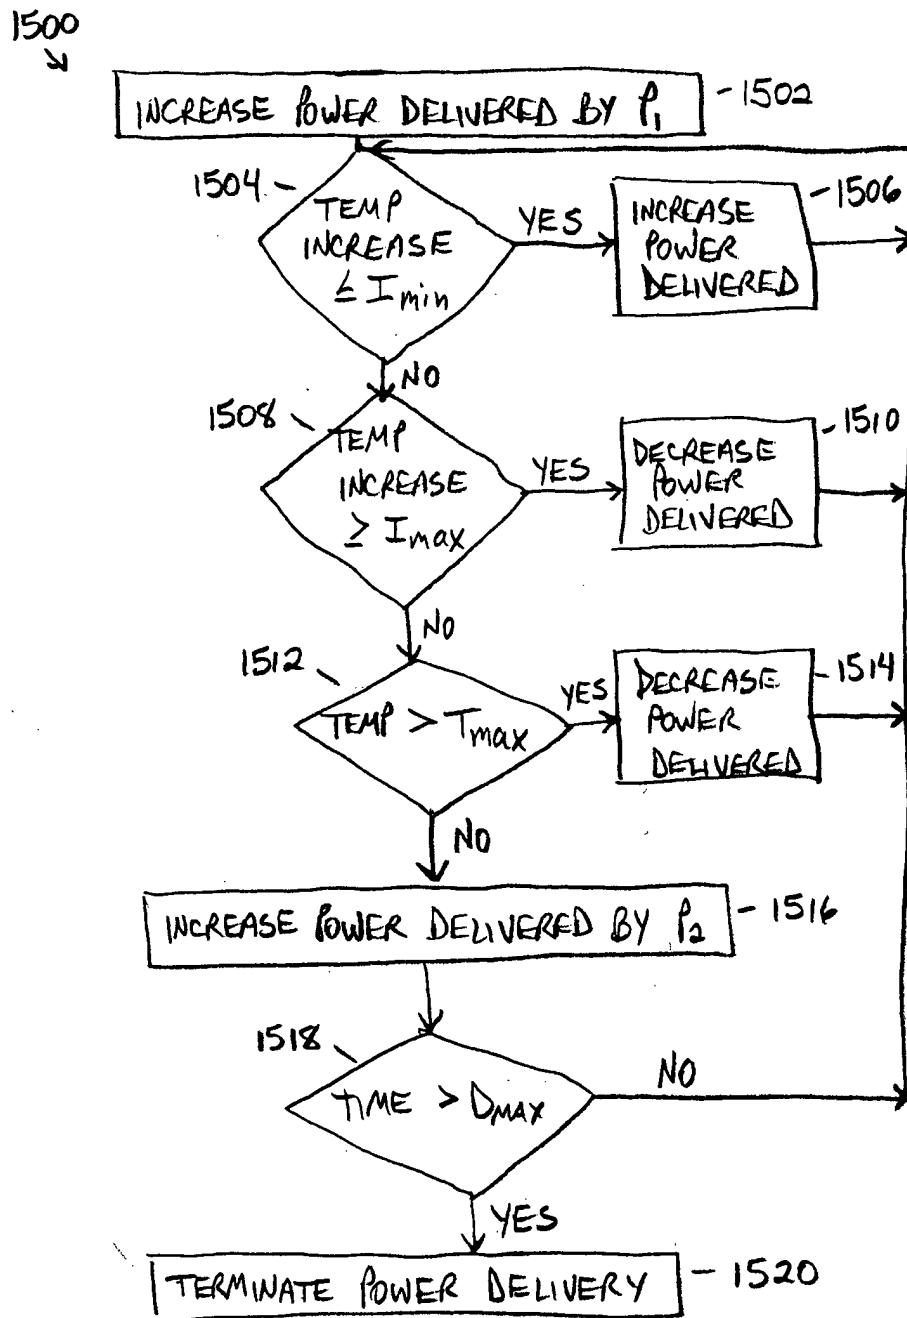 1500
INCREASE POWER DELIVERED BY P1
- 1502
1504 -
TEMP
INCREASE
≤ Imin
YES
INCREASE
POWER
DELIVERED
- 1506
NO
1508
TEMP
INCREASE
≥ Imax
YES
DECREASE
POWER
DELIVERED
- 1510
NO
1512
TEMP > Tmax
YES
DECREASE
POWER
DELIVERED
- 1514
NO
INCREASE POWER DELIVERED BY P2
- 1516
1518
TIME > DMAX
NO
YES
TERMINATE POWER DELIVERY
- 1520